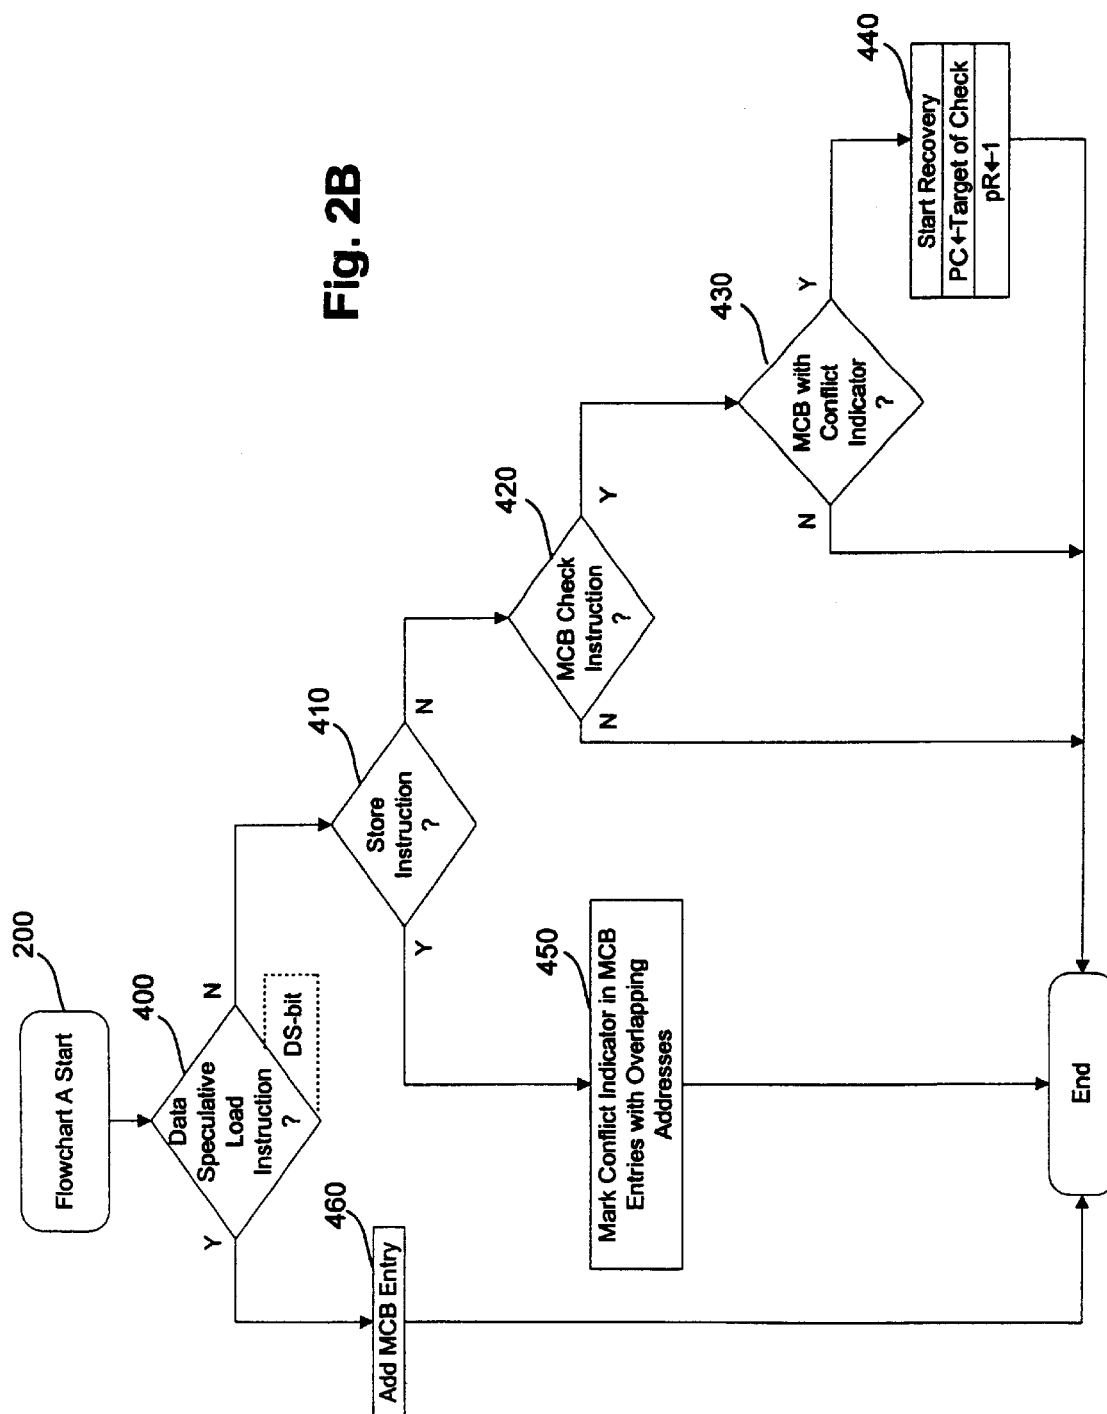 Fig. 2B
200
Flowchart A Start
400
Data
Speculative
Load
Instruction
?
DS-bit
Y
N
460
Add MCB Entry
410
Store
Instruction
?
Y
N
450
Mark Conflict Indicator in MCB
Entries with Overlapping
Addresses
420
MCB Check
Instruction
?
N
Y
430
MCB with
Conflict
Indicator
?
N
Y
440
Start Recovery
PC←Target of Check
pR←1
End